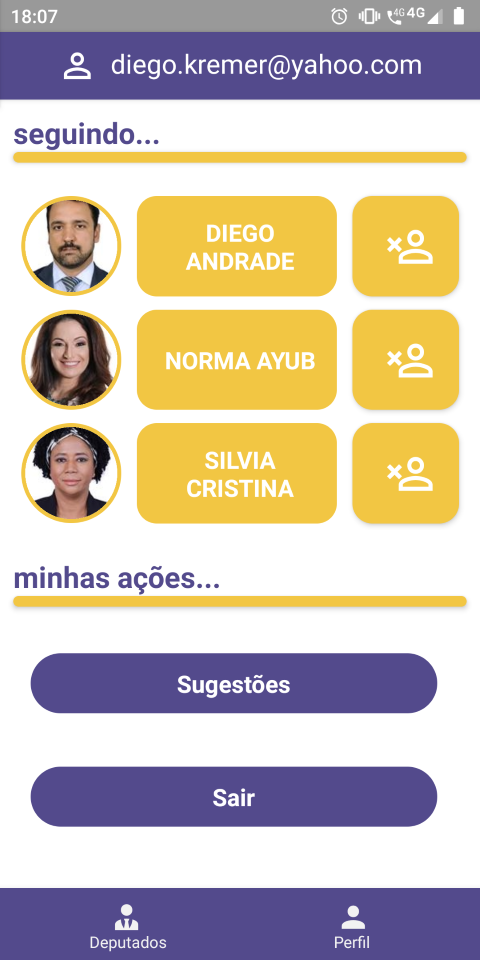 18:07
4G 4G
diego.kremer@yahoo.com
seguindo...
DIEGO
ANDRADE
NORMA AYUB
SILVIA
CRISTINA
minhas ações...
Sugestões
Sair
Deputados
Perfil